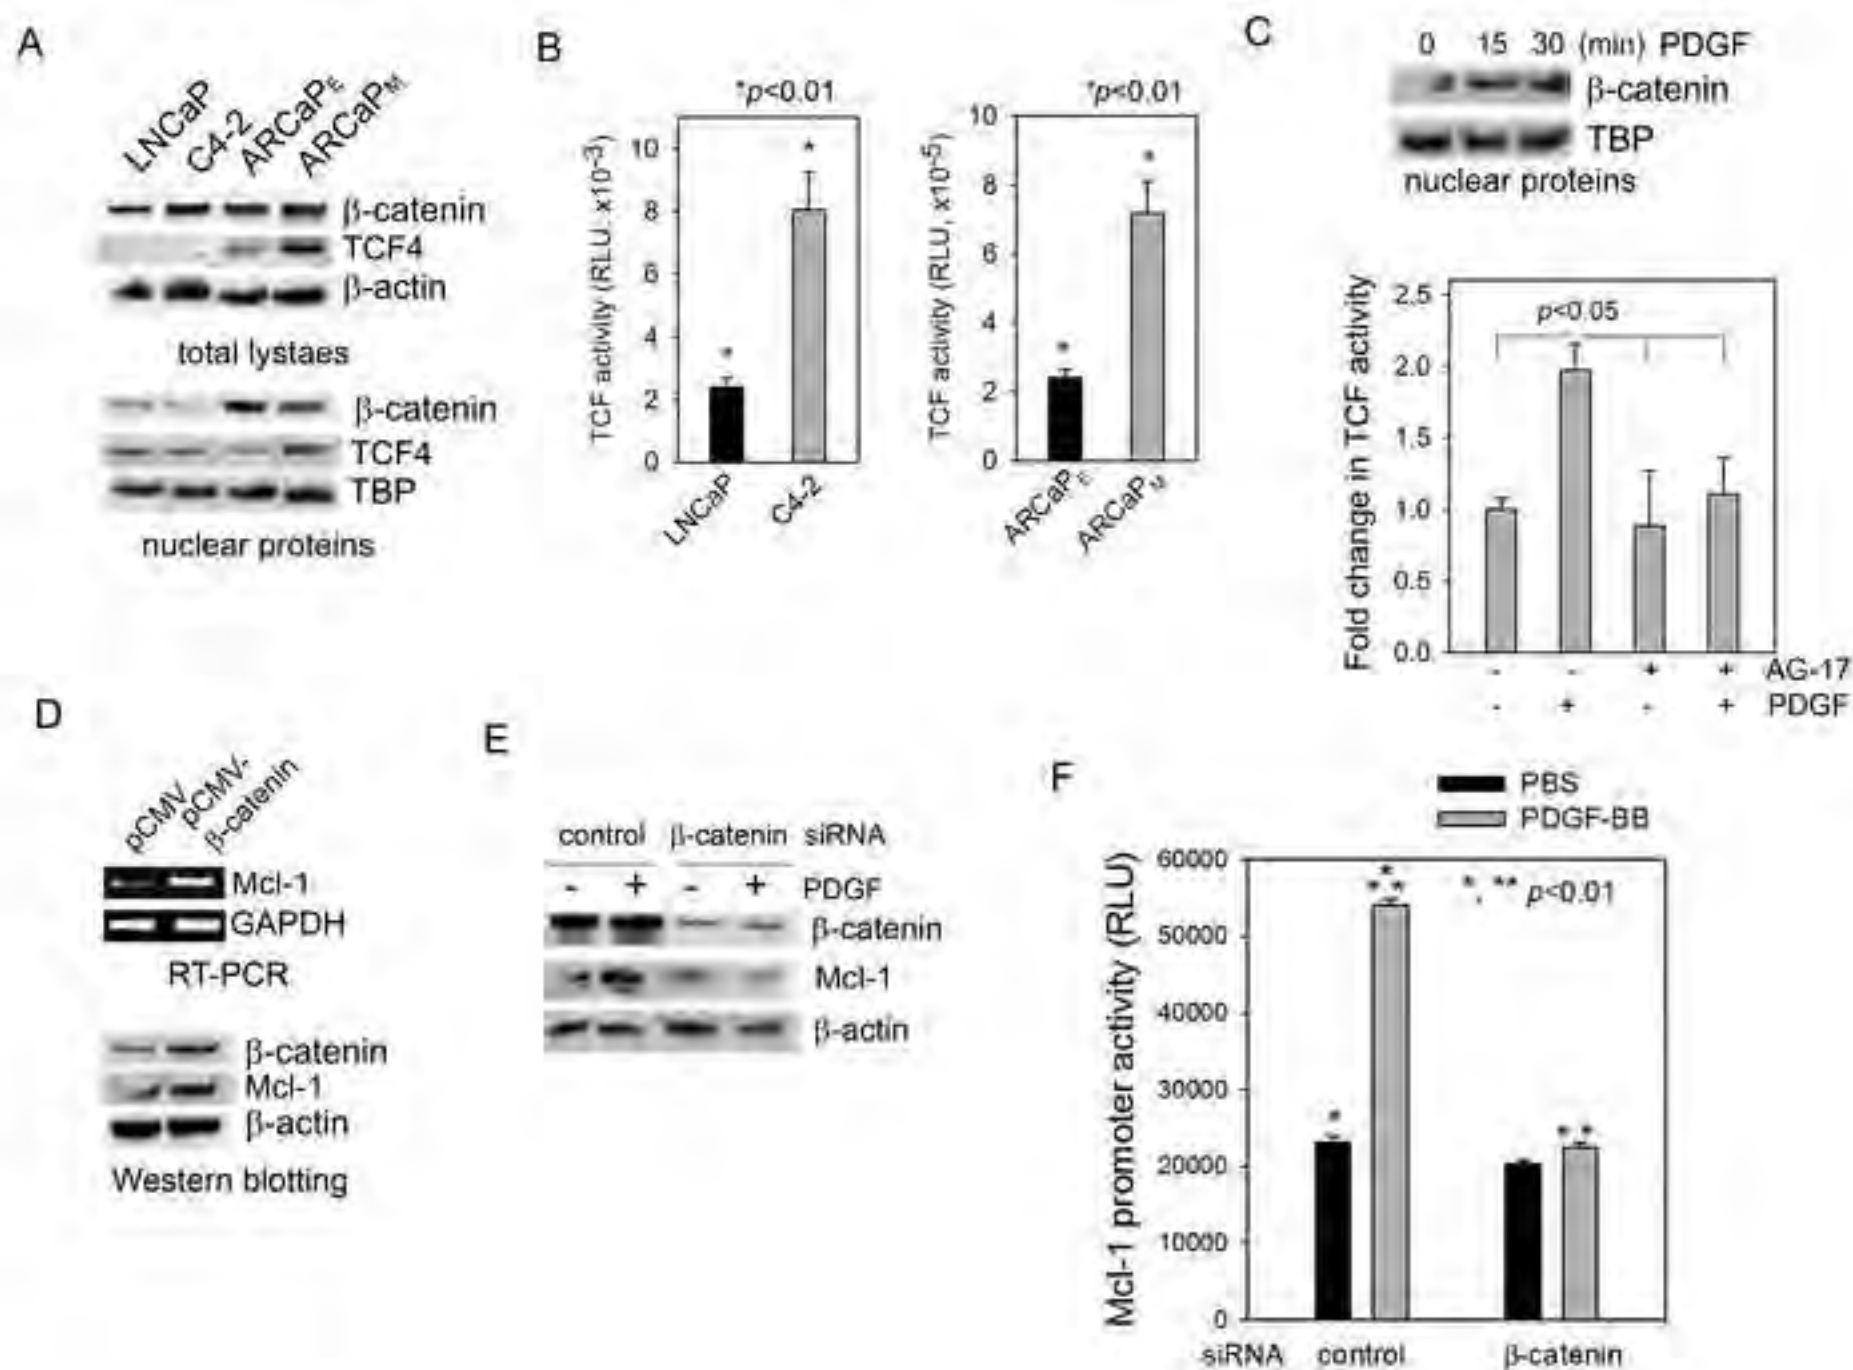 A
LNCaP
C4-2
ARCaP_E
ARCaP_M
β-catenin
TCF4
β-actin
total lystaes
β-catenin
TCF4
TBP
nuclear proteins
B
*p<0.01
TCF activity (RLU, x10-3)
10
8
6
4
2
0
*
*
LNCaP
C4-2
*p<0.01
TCF activity (RLU, x10-5)
10
8
6
4
2
0
*
*
ARCaP_E
ARCaP_M
C
0 15 30 (min) PDGF
β-catenin
TBP
nuclear proteins
Fold change in TCF activity
2.5
2.0
1.5
1.0
0.5
0.0
p<0.05
- - + + AG-17
- + - + PDGF
D
pCMV
pCMV-
β-catenin
Mcl-1
GAPDH
RT-PCR
β-catenin
Mcl-1
β-actin
Western blotting
E
control β-catenin siRNA
- + - + PDGF
β-catenin
Mcl-1
β-actin
F
PBS
PDGF-BB
Mcl-1 promoter activity (RLU)
60000
50000
40000
30000
20000
10000
0
*
*
**
**
*, ** p<0.01
siRNA control β-catenin